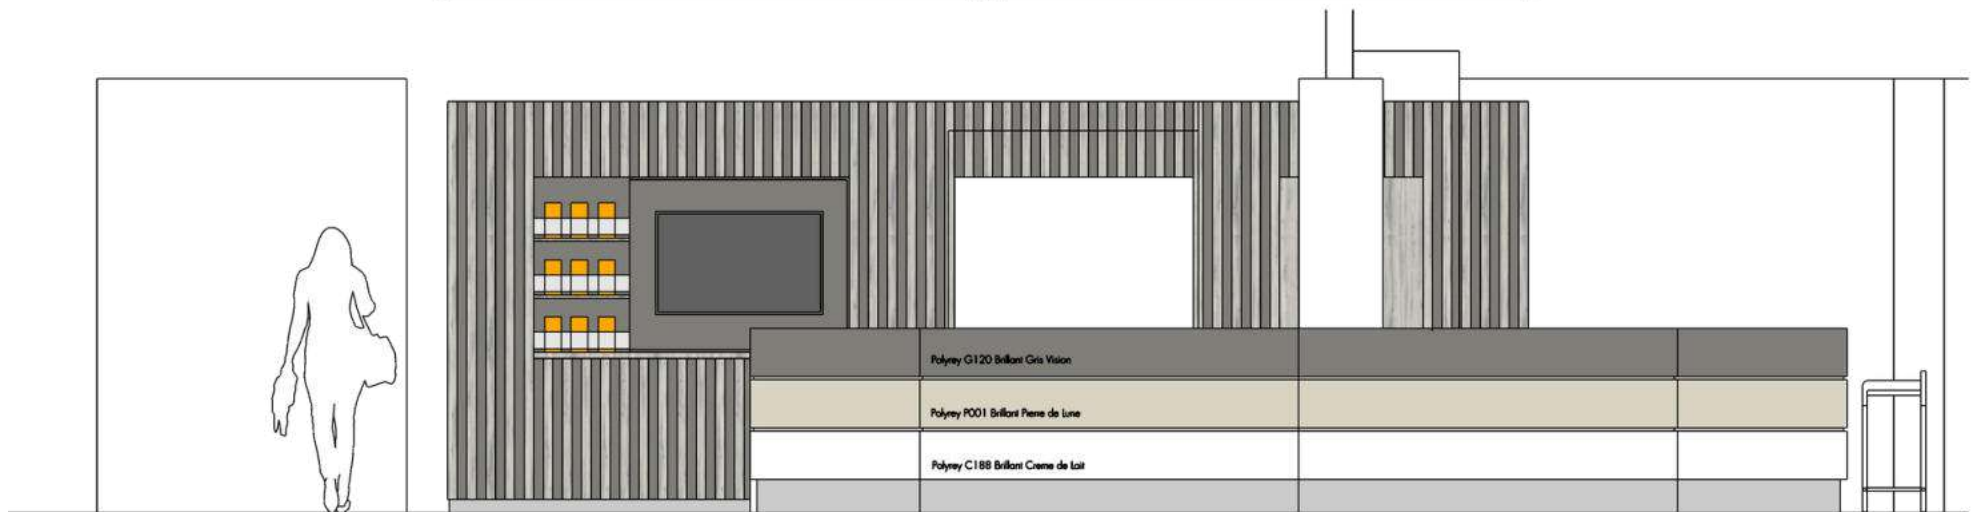 Polyrey G120 Brillant Gris Vision
Polyrey P001 Brillant Pierre de Lune
Polyrey C188 Brillant Creme de Lait